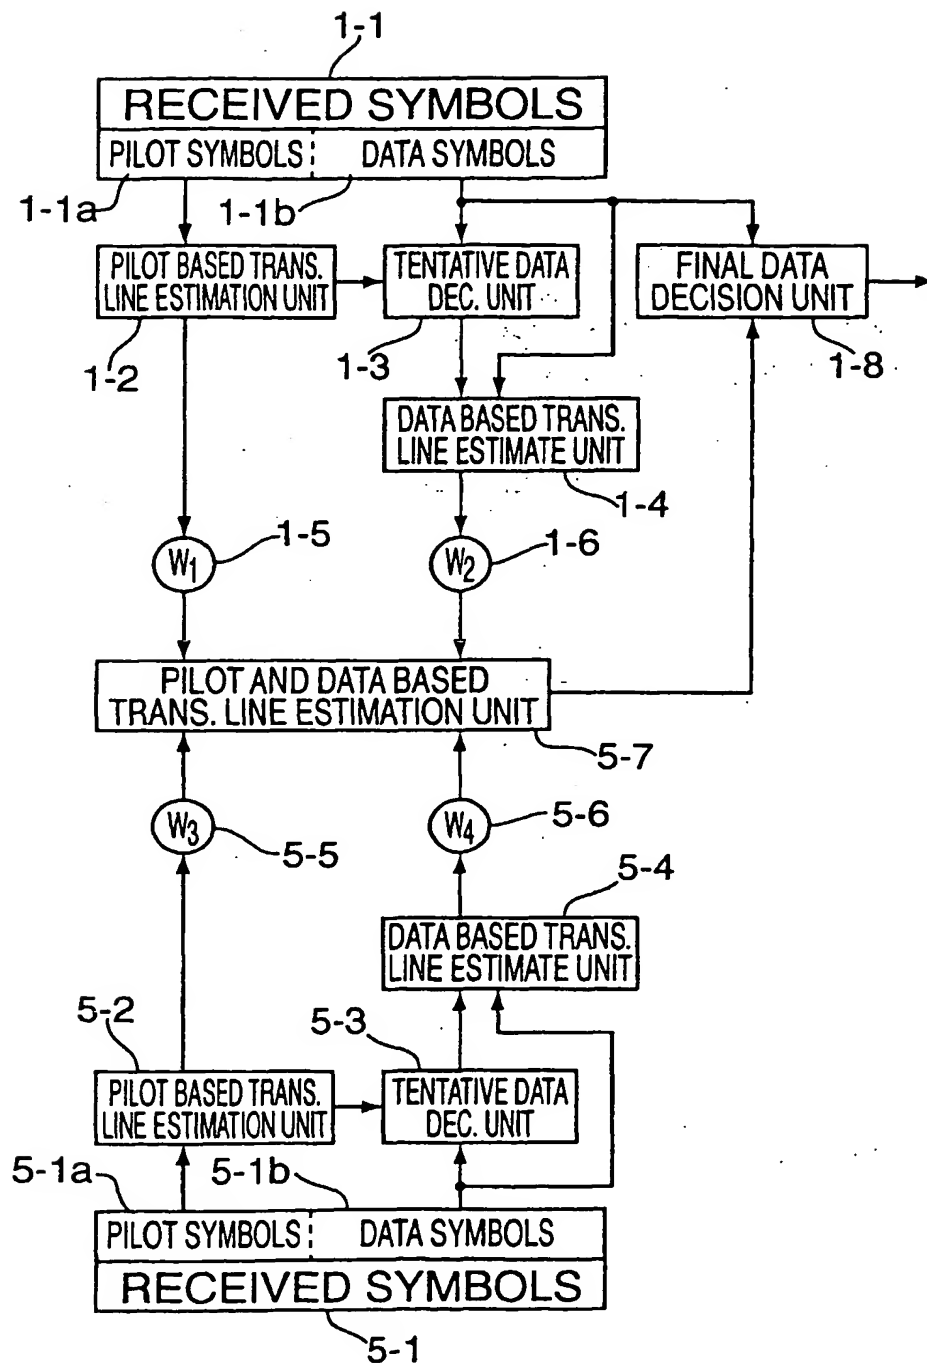 1-1
RECEIVED SYMBOLS
PILOT SYMBOLS DATA SYMBOLS
1-1a 1-1b
PILOT BASED TRANS.
LINE ESTIMATION UNIT
TENTATIVE DATA
DEC. UNIT
FINAL DATA
DECISION UNIT
1-2 1-3 1-8
DATA BASED TRANS.
LINE ESTIMATE UNIT
1-4
W1 1-5
W2 1-6
PILOT AND DATA BASED
TRANS. LINE ESTIMATION UNIT
5-7
W3 5-5
W4 5-6
5-4
DATA BASED TRANS.
LINE ESTIMATE UNIT
5-2 5-3
PILOT BASED TRANS.
LINE ESTIMATION UNIT
TENTATIVE DATA
DEC. UNIT
5-1a 5-1b
PILOT SYMBOLS DATA SYMBOLS
RECEIVED SYMBOLS
5-1